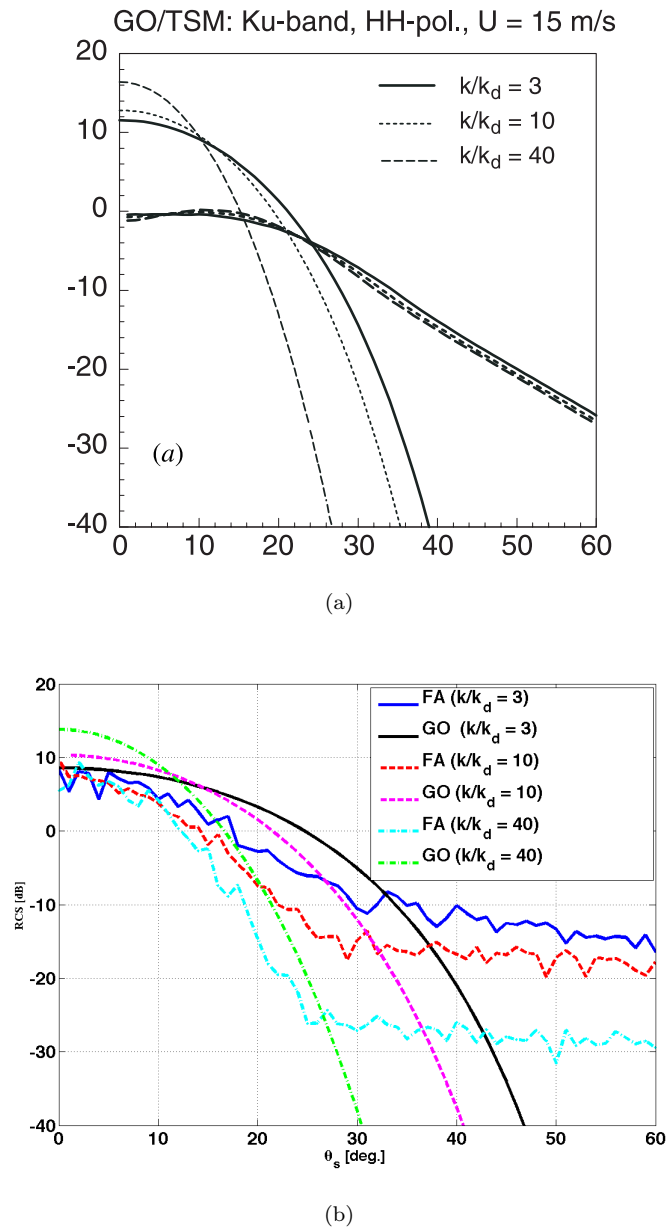 GO/TSM: Ku-band, HH-pol., U = 15 m/s
20
10
0
-10
-20
-30
-40
k/k_d = 3
k/k_d = 10
k/k_d = 40
(a)
0 10 20 30 40 50 60
(a)
20
10
0
-10
-20
-30
-40
RCS [dB]
FA (k/k_d = 3)
GO (k/k_d = 3)
FA (k/k_d = 10)
GO (k/k_d = 10)
FA (k/k_d = 40)
GO (k/k_d = 40)
0 10 20 30 40 50 60
θ_s [deg.]
(b)